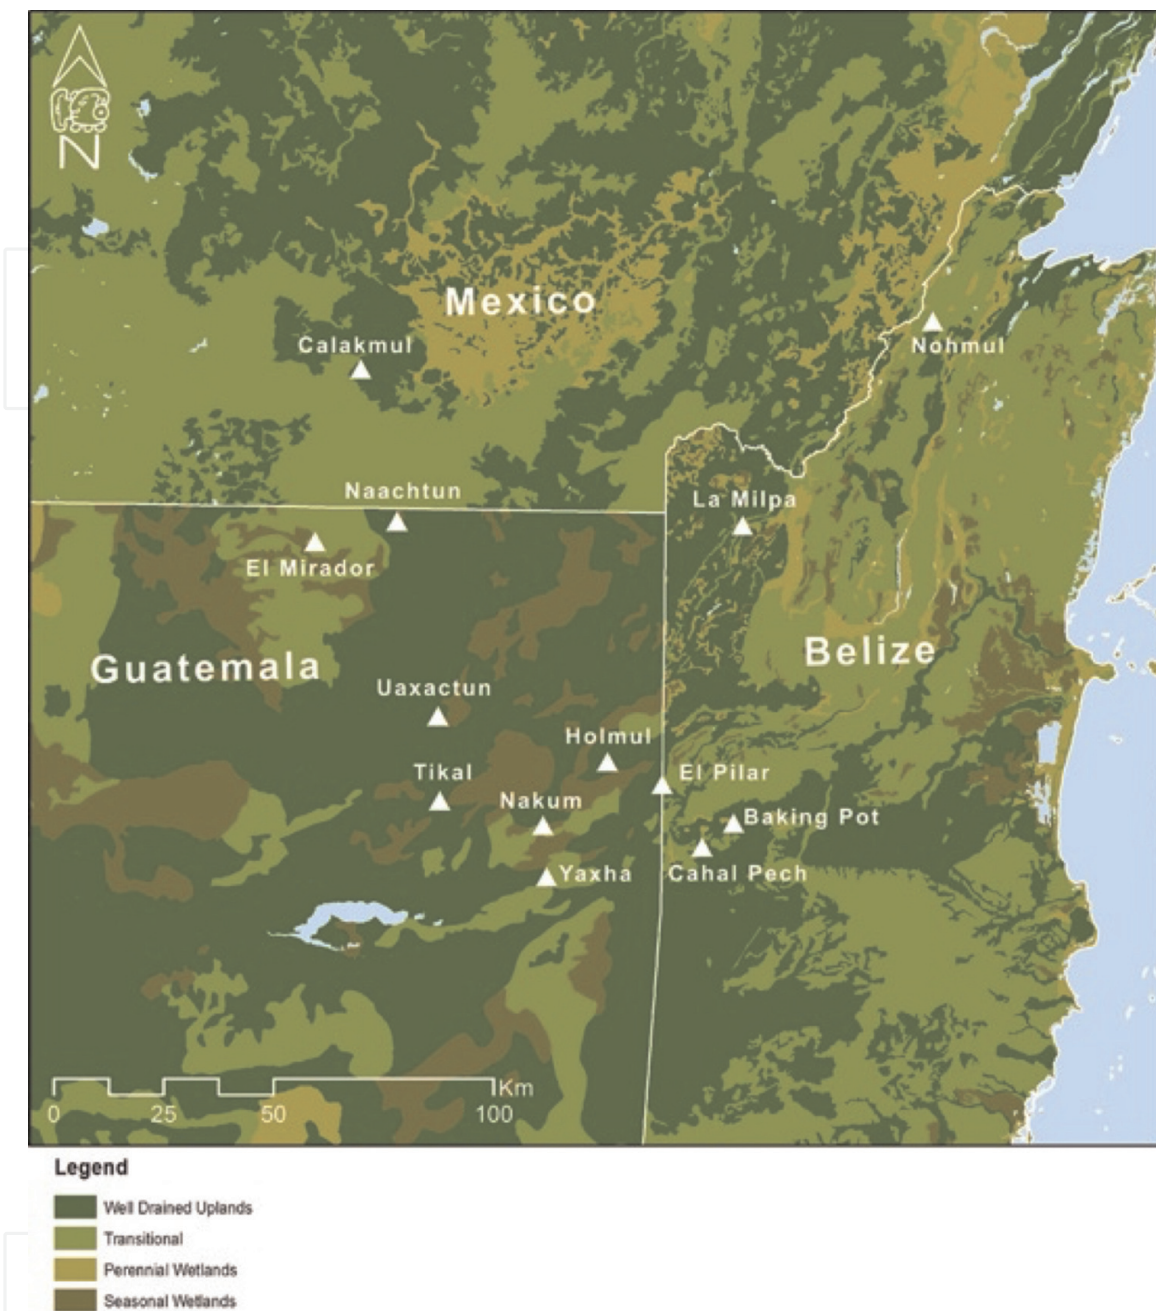 N
Mexico
Calakmul
Nohmul
Naachtun
La Milpa
El Mirador
Guatemala
Belize
Uaxactun
Holmul
Tikal
El Pilar
Nakum
Baking Pot
Yaxha
Cahal Pech
Km
0 25 50 100
Legend
Well Drained Uplands
Transitional
Perennial Wetlands
Seasonal Wetlands